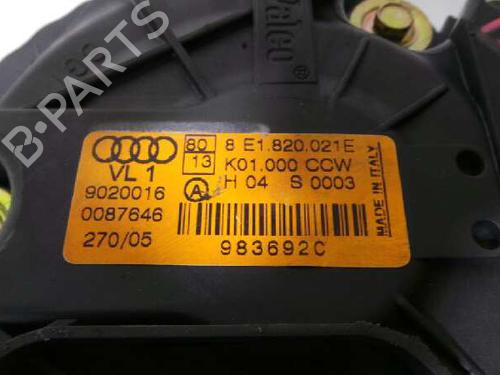 Valeo
80 8 E1.820.021E
VL 1 13 K01.000 CCW
9020016 A H 04 S 0003
0087646
270/05 983692C
MADE IN ITALY
B-PARTS